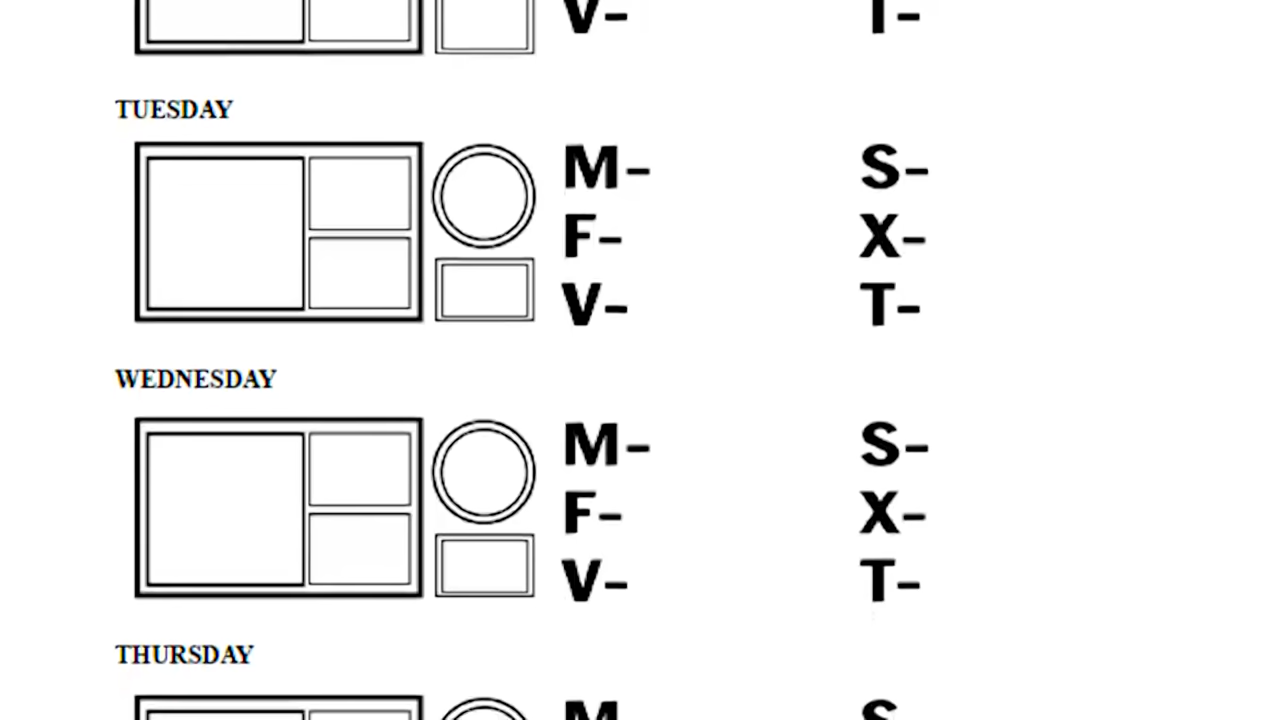 V- T-
TUESDAY
M- S-
F- X-
V- T-
WEDNESDAY
M- S-
F- X-
V- T-
THURSDAY
M S